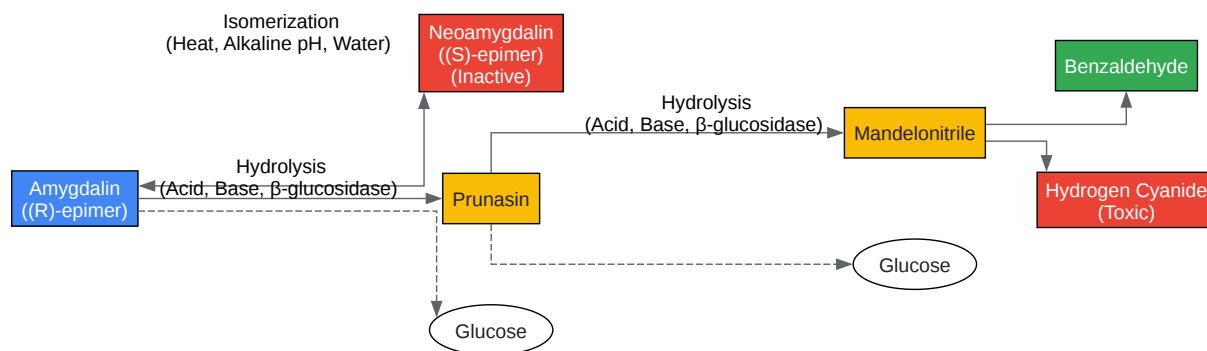 Isomerization
(Heat, Alkaline pH, Water)
Neoamygdalin
((S)-epimer)
(Inactive)
Benzaldehyde
Hydrolysis
(Acid, Base, β-glucosidase)
Mandelonitrile
Hydrolysis
(Acid, Base, β-glucosidase)
Amygdalin
((R)-epimer)
Prunasin
Hydrogen Cyanide
(Toxic)
Glucose
Glucose